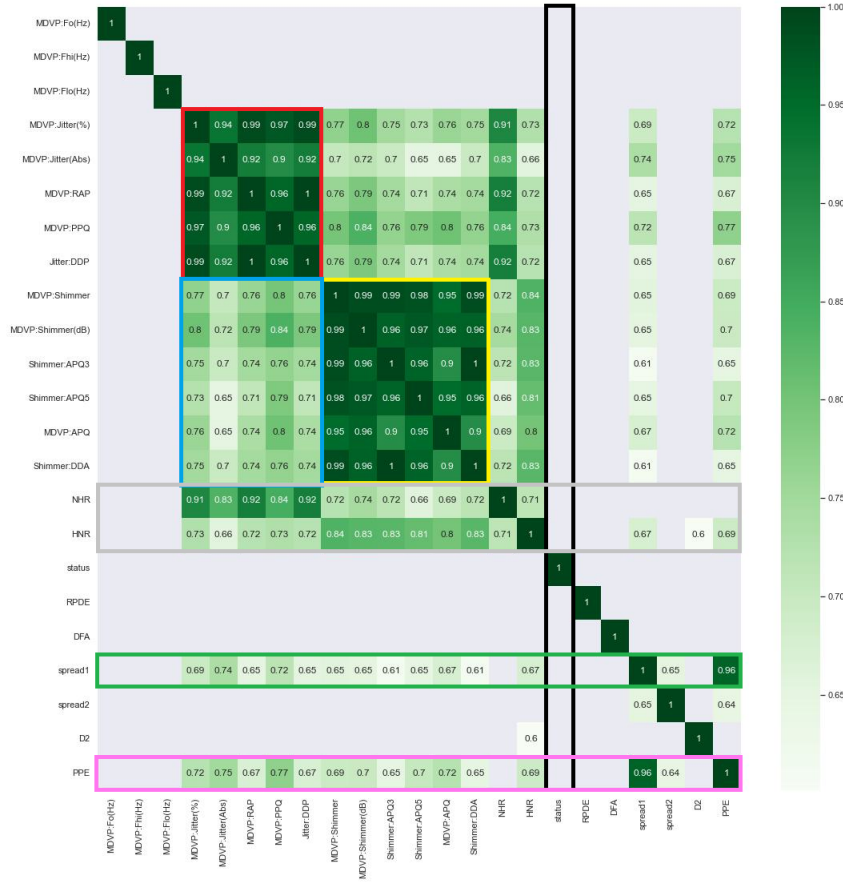 MDVP:Fo(Hz) 1 1.00
MDVP:Fhi(Hz) 1
MDVP:Flo(Hz) 1 0.95
MDVP:Jitter(%) 1 0.94 0.99 0.97 0.99 0.77 0.8 0.75 0.73 0.76 0.75 0.91 0.73 0.69 0.72
MDVP:Jitter(Abs) 0.94 1 0.92 0.9 0.92 0.7 0.72 0.7 0.65 0.65 0.7 0.83 0.66 0.74 0.75
MDVP:RAP 0.99 0.92 1 0.96 1 0.76 0.79 0.74 0.71 0.74 0.74 0.92 0.72 0.65 0.67
0.90
MDVP:PPQ 0.97 0.9 0.96 1 0.96 0.8 0.84 0.76 0.79 0.8 0.76 0.84 0.73 0.72 0.77
Jitter:DDP 0.99 0.92 1 0.96 1 0.76 0.79 0.74 0.71 0.74 0.74 0.92 0.72 0.65 0.67
MDVP:Shimmer 0.77 0.7 0.76 0.8 0.76 1 0.99 0.99 0.98 0.95 0.99 0.72 0.84 0.65 0.69
0.85
MDVP:Shimmer(dB) 0.8 0.72 0.79 0.84 0.79 0.99 1 0.96 0.97 0.96 0.96 0.74 0.83 0.65 0.7
Shimmer:APQ3 0.75 0.7 0.74 0.76 0.74 0.99 0.96 1 0.96 0.9 1 0.72 0.83 0.61 0.65
Shimmer:APQ5 0.73 0.65 0.71 0.79 0.71 0.98 0.97 0.96 1 0.95 0.96 0.66 0.81 0.65 0.7
0.80
MDVP:APQ 0.76 0.65 0.74 0.8 0.74 0.95 0.96 0.9 0.95 1 0.9 0.69 0.8 0.67 0.72
Shimmer:DDA 0.75 0.7 0.74 0.76 0.74 0.99 0.96 1 0.96 0.9 1 0.72 0.83 0.61 0.65
NHR 0.91 0.83 0.92 0.84 0.92 0.72 0.74 0.72 0.66 0.69 0.72 1 0.71
0.75
HNR 0.73 0.66 0.72 0.73 0.72 0.84 0.83 0.83 0.81 0.8 0.83 0.71 1 0.67 0.6 0.69
status 1
RPDE 1 0.70
DFA 1
spread1 0.69 0.74 0.65 0.72 0.65 0.65 0.65 0.61 0.65 0.67 0.61 0.67 1 0.65 0.96
spread2 0.65 1 0.64 0.65
D2 0.6 1
PPE 0.72 0.75 0.67 0.77 0.67 0.69 0.7 0.65 0.7 0.72 0.65 0.69 0.96 0.64 1
MDVP:Fo(Hz)
MDVP:Fhi(Hz)
MDVP:Flo(Hz)
MDVP:Jitter(%)
MDVP:Jitter(Abs)
MDVP:RAP
MDVP:PPQ
Jitter:DDP
MDVP:Shimmer
MDVP:Shimmer(dB)
Shimmer:APQ3
Shimmer:APQ5
MDVP:APQ
Shimmer:DDA
NHR
HNR
status
RPDE
DFA
spread1
spread2
D2
PPE